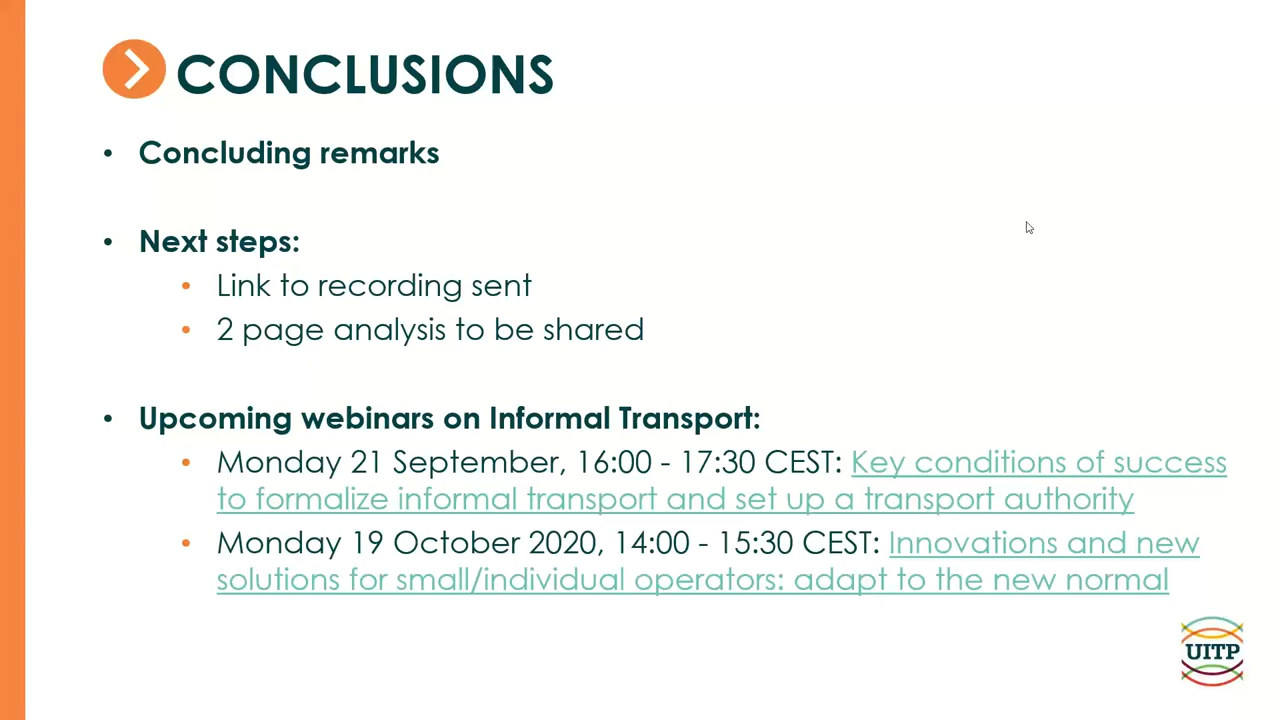 CONCLUSIONS
• Concluding remarks
• Next steps:
• Link to recording sent
• 2 page analysis to be shared
• Upcoming webinars on Informal Transport:
• Monday 21 September, 16:00 - 17:30 CEST: Key conditions of success
to formalize informal transport and set up a transport authority
• Monday 19 October 2020, 14:00 - 15:30 CEST: Innovations and new
solutions for small/individual operators: adapt to the new normal
UITP